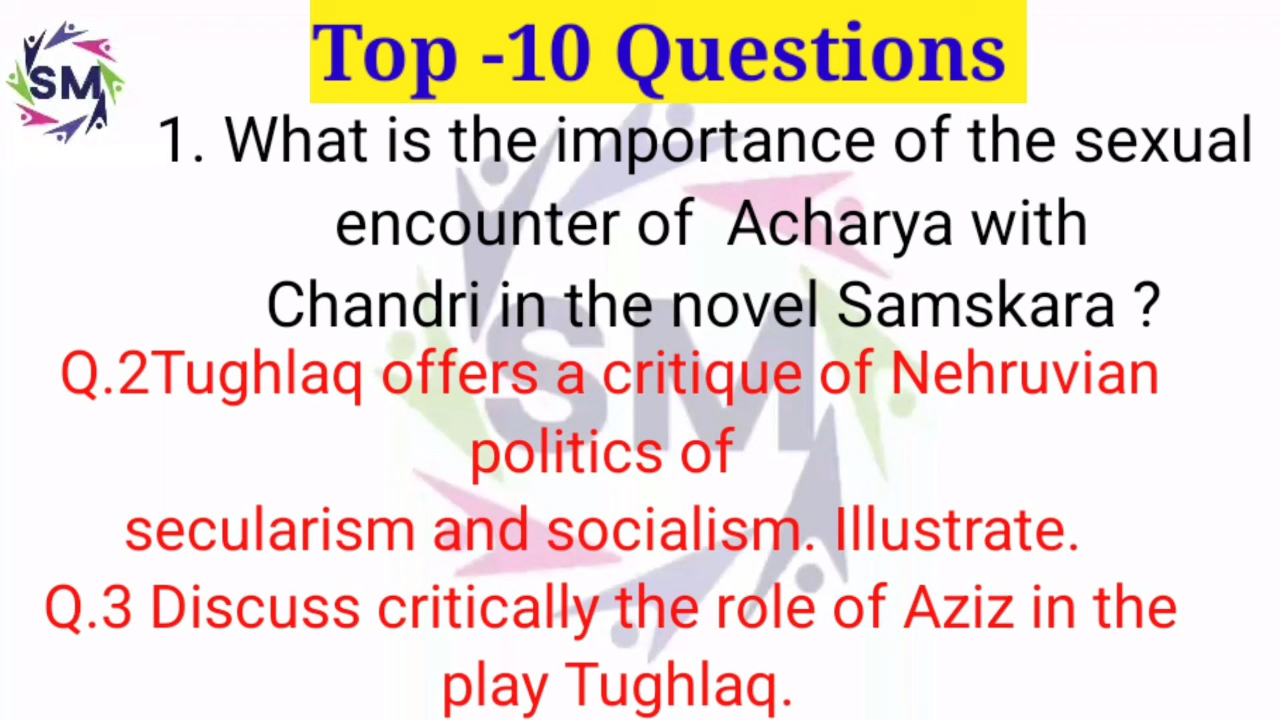 SM
Top -10 Questions
1. What is the importance of the sexual
encounter of Acharya with
Chandri in the novel Samskara ?
Q.2Tughlaq offers a critique of Nehruvian
politics of
secularism and socialism. Illustrate.
Q.3 Discuss critically the role of Aziz in the
play Tughlaq.
SM